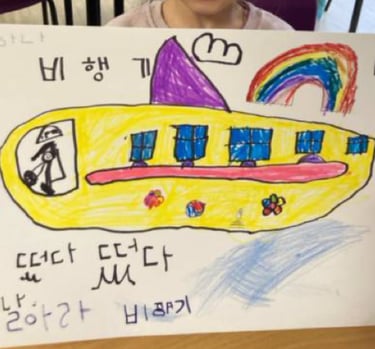 비 행 기
떴다 떴다
날아라 비행기